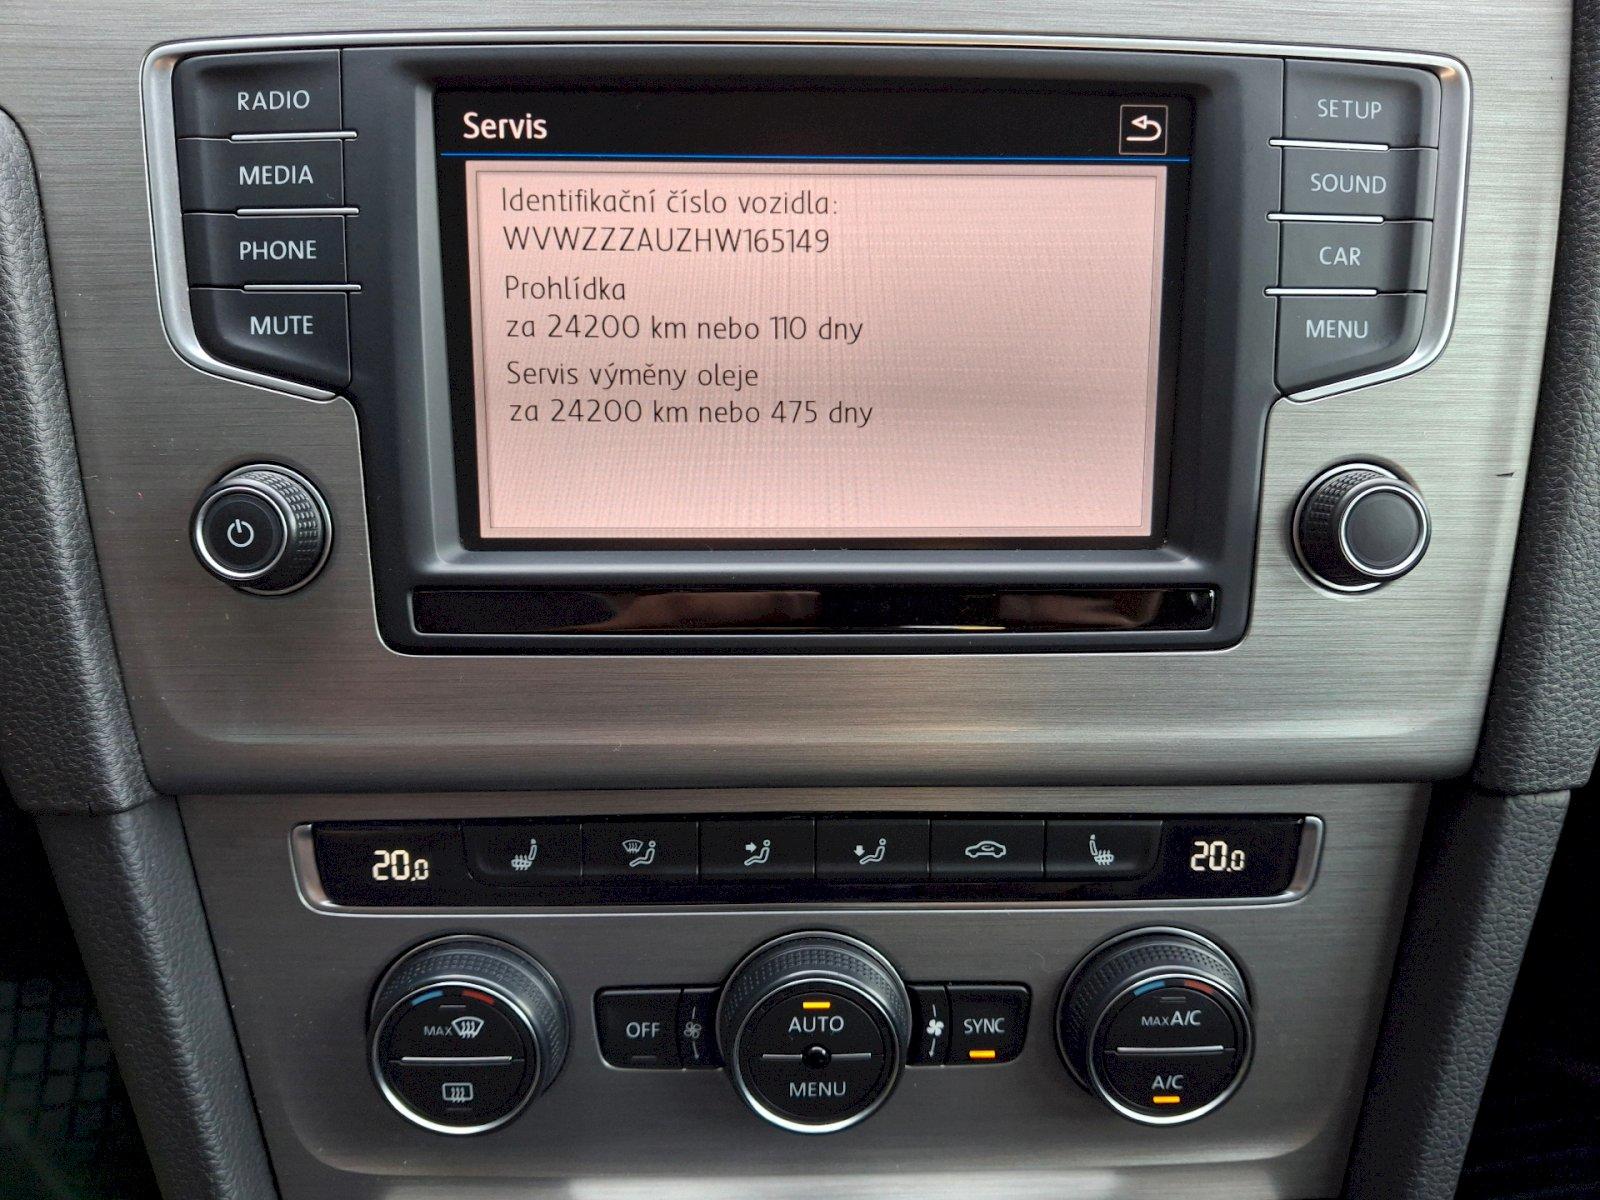 RADIO
MEDIA
PHONE
MUTE
Servis
Identifikační číslo vozidla:
WVWZZZAUZHW165149
Prohlídka
za 24200 km nebo 110 dny
Servis výměny oleje
za 24200 km nebo 475 dny
SETUP
SOUND
CAR
MENU
20.0
20.0
MAX
OFF
AUTO
MENU
SYNC
MAX A/C
A/C